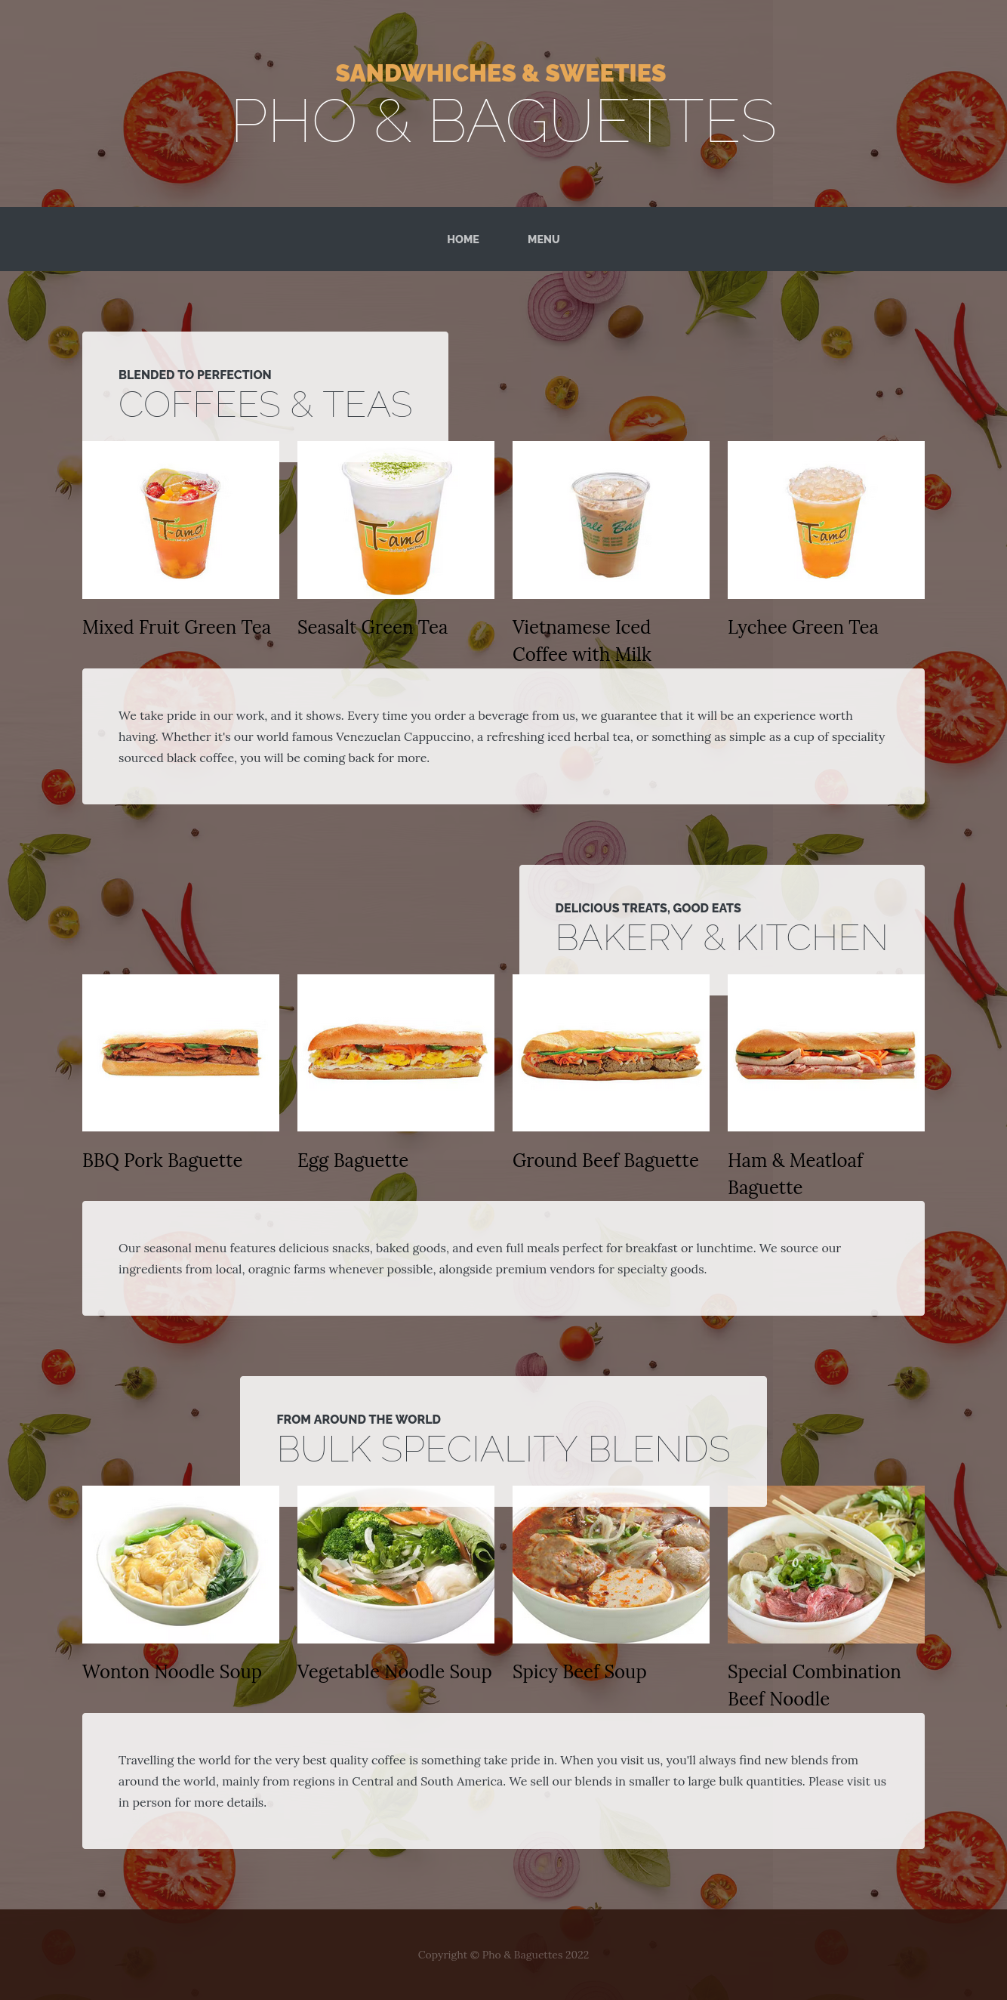 SANDWHICHES & SWEETIES
PHO & BAGUETTES
HOME MENU
BLENDED TO PERFECTION
COFFEES & TEAS
T-amo
T-amo
T-amo
Mixed Fruit Green Tea
Seasalt Green Tea
Vietnamese Iced
Coffee with Milk
Lychee Green Tea
We take pride in our work, and it shows. Every time you order a beverage from us, we guarantee that it will be an experience worth
having. Whether it's our world famous Venezuelan Cappuccino, a refreshing iced herbal tea, or something as simple as a cup of speciality
sourced black coffee, you will be coming back for more.
DELICIOUS TREATS, GOOD EATS
BAKERY & KITCHEN
BBQ Pork Baguette
Egg Baguette
Ground Beef Baguette
Ham & Meatloaf
Baguette
Our seasonal menu features delicious snacks, baked goods, and even full meals perfect for breakfast or lunchtime. We source our
ingredients from local, oragnic farms whenever possible, alongside premium vendors for specialty goods.
FROM AROUND THE WORLD
BULK SPECIALITY BLENDS
Wonton Noodle Soup
Vegetable Noodle Soup
Spicy Beef Soup
Special Combination
Beef Noodle
Travelling the world for the very best quality coffee is something take pride in. When you visit us, you'll always find new blends from
around the world, mainly from regions in Central and South America. We sell our blends in smaller to large bulk quantities. Please visit us
in person for more details.
Copyright © Pho & Baguettes 2022